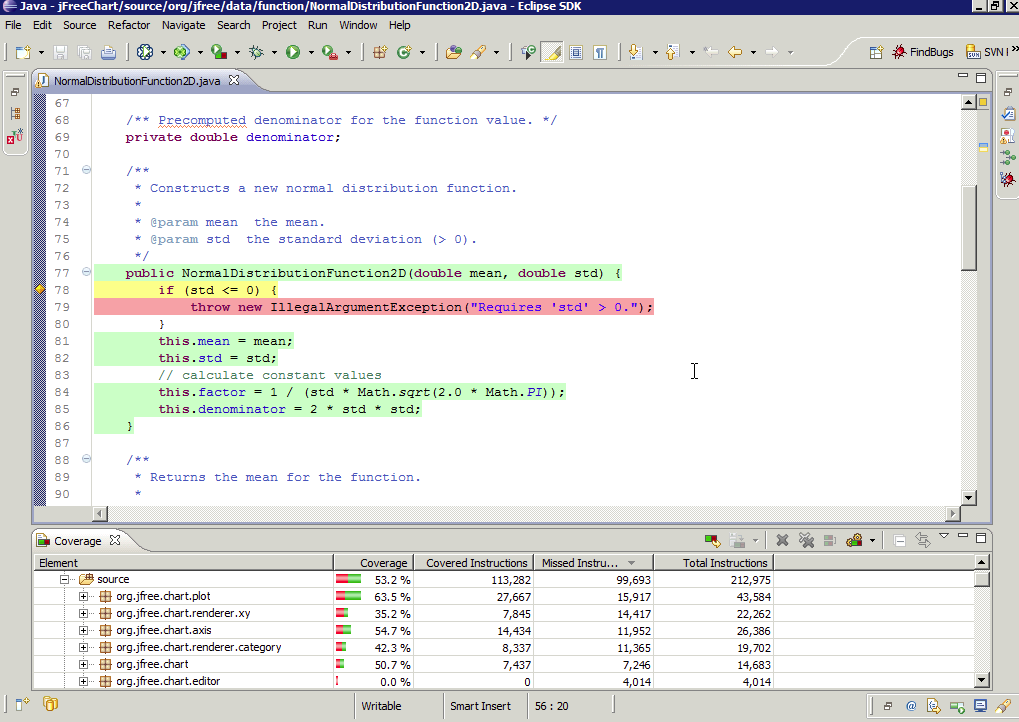 Java - jFreeChart/source/org/jfree/data/function/NormalDistributionFunction2D.java - Eclipse SDK
File Edit Source Refactor Navigate Search Project Run Window Help
FindBugs SVN l »
NormalDistributionFunction2D.java
67
68 /** Precomputed denominator for the function value. */
69 private double denominator;
70
71 /**
72 * Constructs a new normal distribution function.
73 *
74 * @param mean  the mean.
75 * @param std  the standard deviation (> 0).
76 */
77 public NormalDistributionFunction2D(double mean, double std) {
78 if (std <= 0) {
79 throw new IllegalArgumentException("Requires 'std' > 0.");
80 }
81 this.mean = mean;
82 this.std = std;
83 // calculate constant values
84 this.factor = 1 / (std * Math.sqrt(2.0 * Math.PI));
85 this.denominator = 2 * std * std;
86 }
87
88 /**
89 * Returns the mean for the function.
90 *
Coverage
Element Coverage Covered Instructions Missed Instru... Total Instructions
source 53.2 % 113,282 99,693 212,975
org.jfree.chart.plot 63.5 % 27,667 15,917 43,584
org.jfree.chart.renderer.xy 35.2 % 7,845 14,417 22,262
org.jfree.chart.axis 54.7 % 14,434 11,952 26,386
org.jfree.chart.renderer.category 42.3 % 8,337 11,365 19,702
org.jfree.chart 50.7 % 7,437 7,246 14,683
org.jfree.chart.editor 0.0 % 0 4,014 4,014
Writable Smart Insert 56 : 20